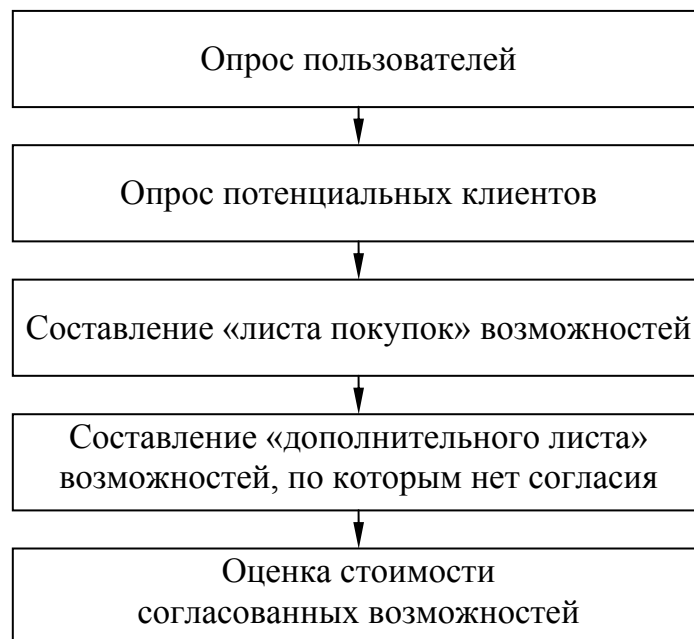 Опрос пользователей
Опрос потенциальных клиентов
Составление «листа покупок» возможностей
Составление «дополнительного листа»
возможностей, по которым нет согласия
Оценка стоимости
согласованных возможностей